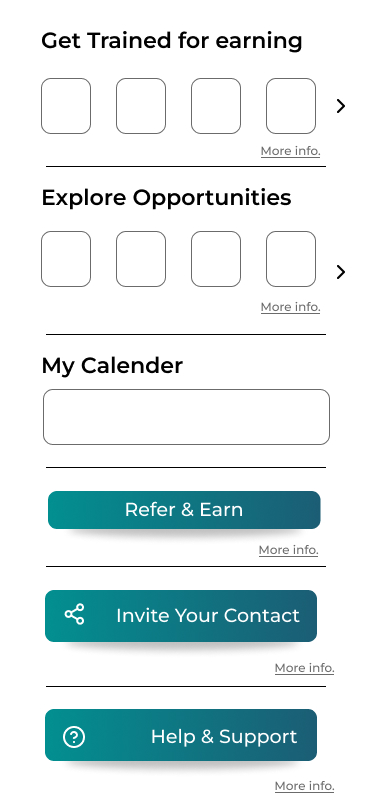 Get Trained for earning
More info.
Explore Opportunities
More info.
My Calender
Refer & Earn
More info.
Invite Your Contact
More info.
Help & Support
More info.